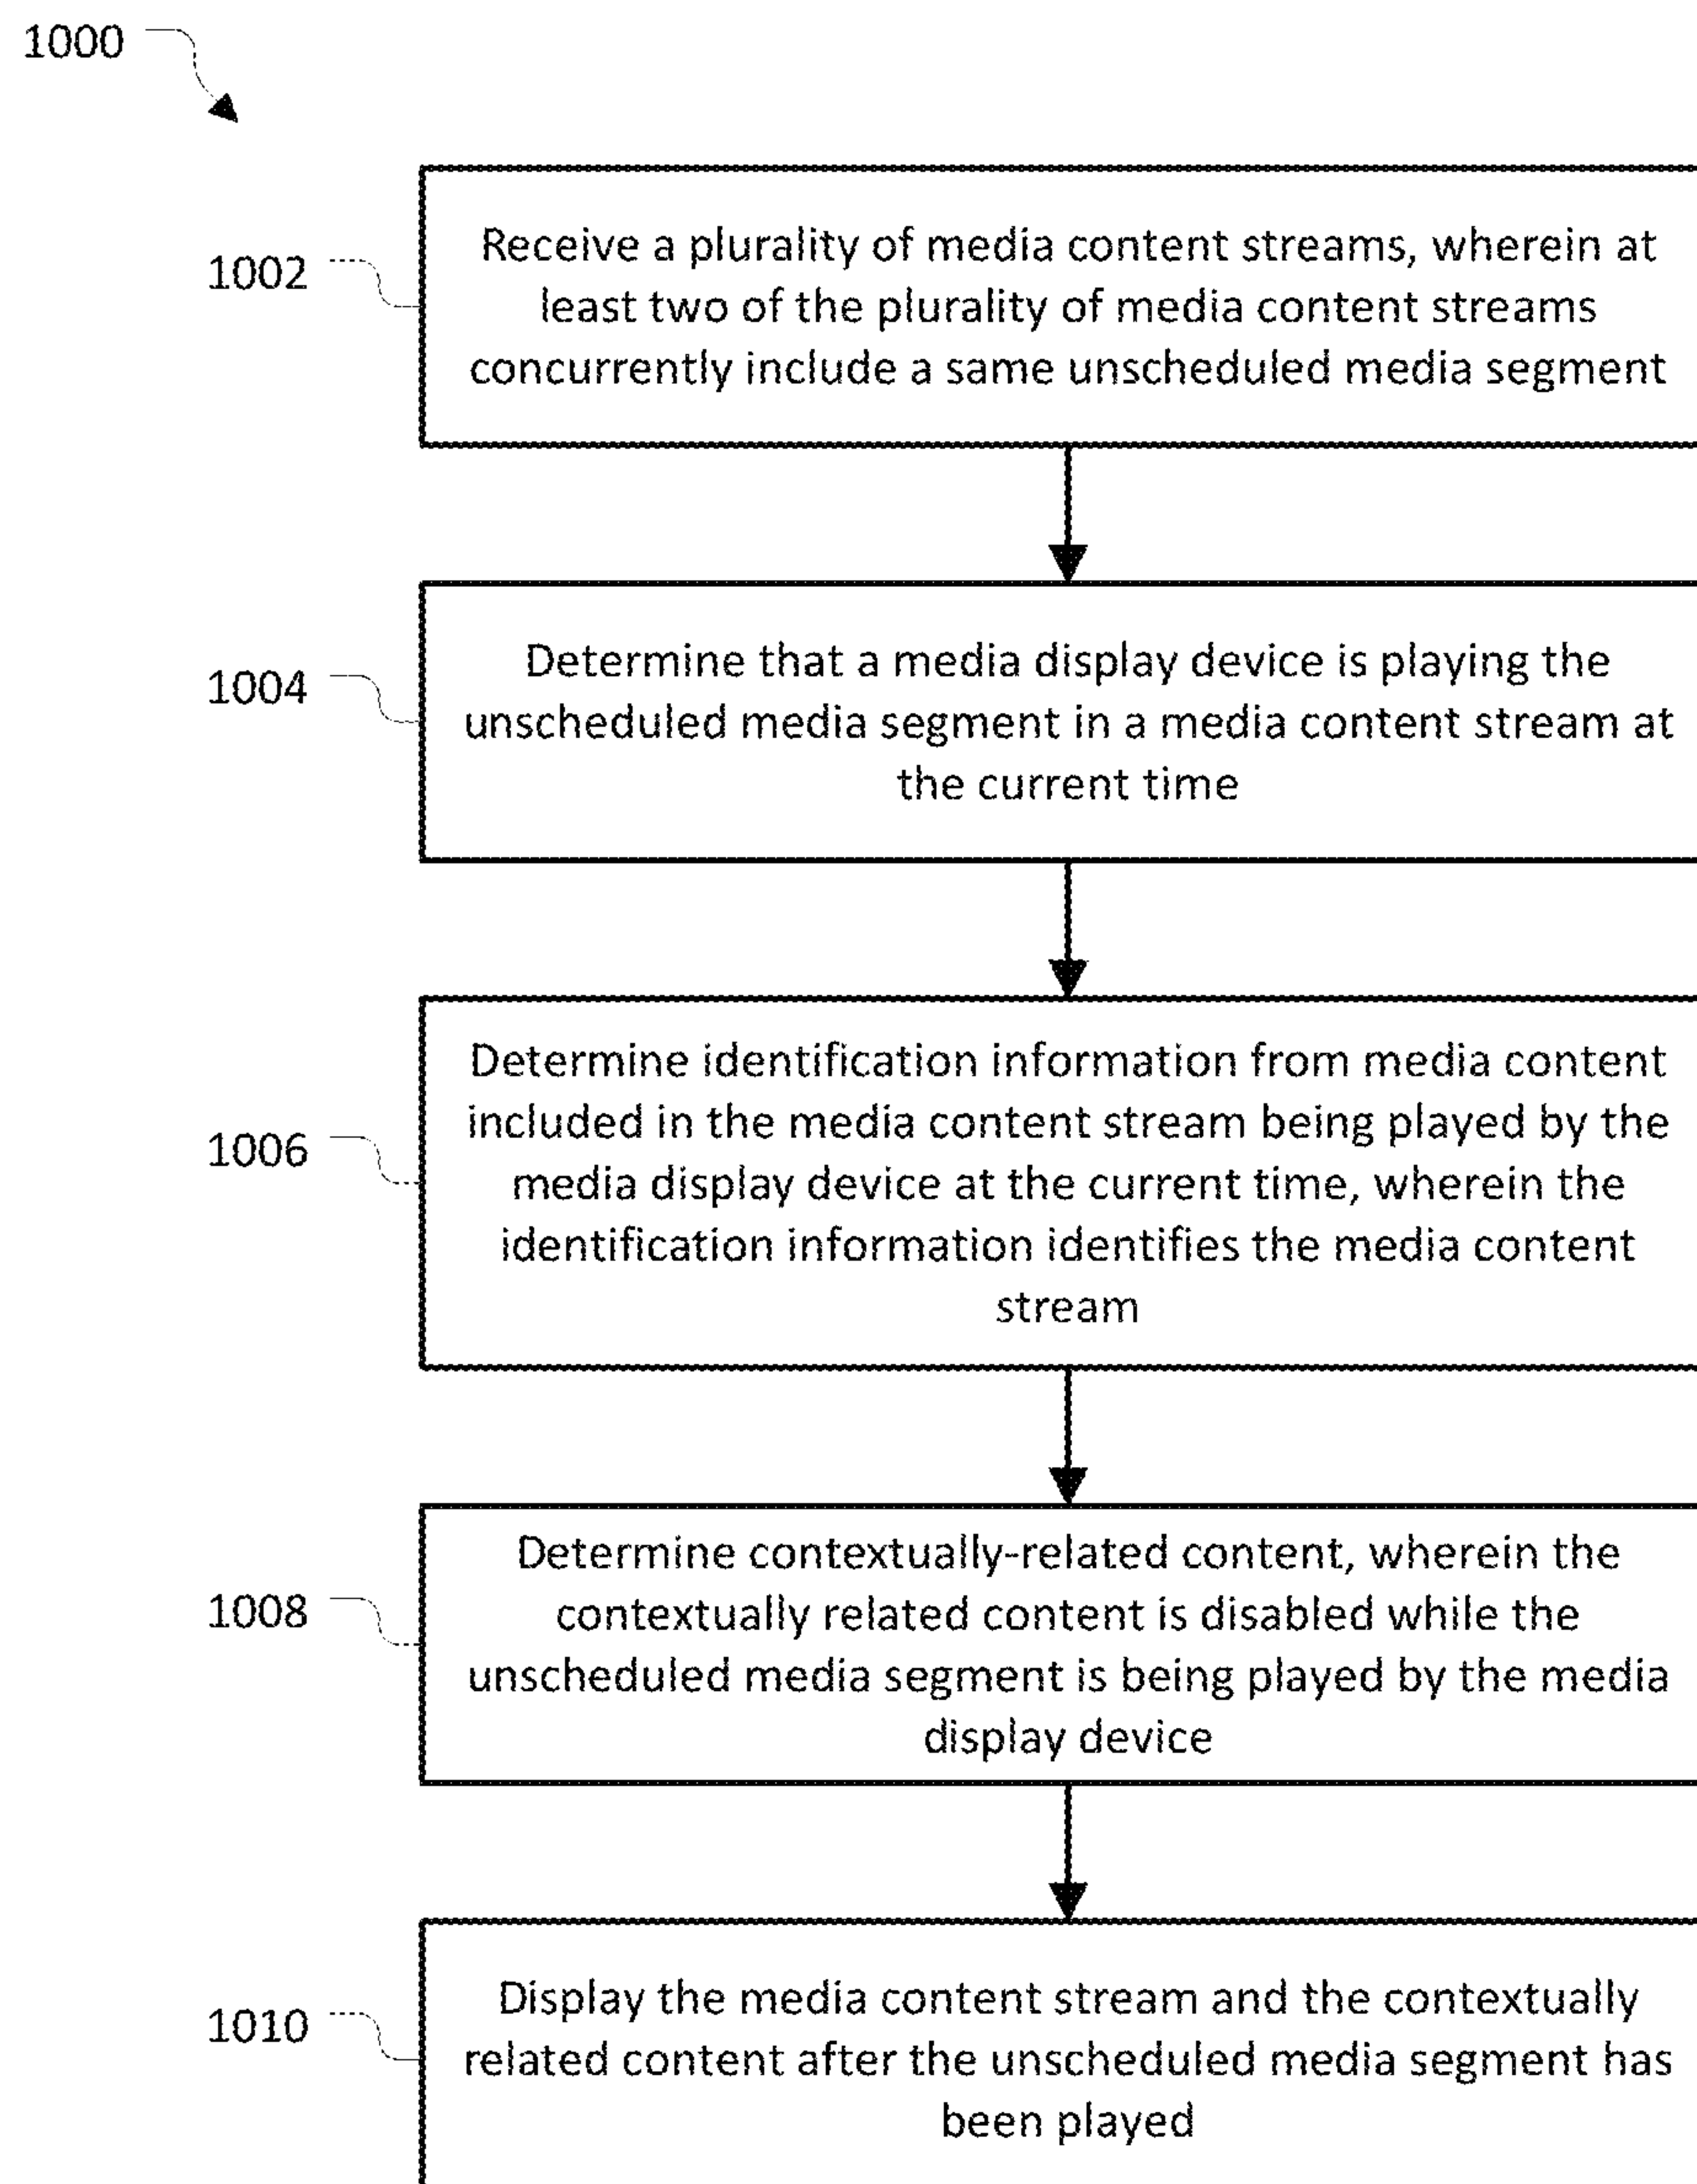 1000
1002
Receive a plurality of media content streams, wherein at
least two of the plurality of media content streams
concurrently include a same unscheduled media segment
1004
Determine that a media display device is playing the
unscheduled media segment in a media content stream at
the current time
1006
Determine identification information from media content
included in the media content stream being played by the
media display device at the current time, wherein the
identification information identifies the media content
stream
1008
Determine contextually-related content, wherein the
contextually related content is disabled while the
unscheduled media segment is being played by the media
display device
1010
Display the media content stream and the contextually
related content after the unscheduled media segment has
been played